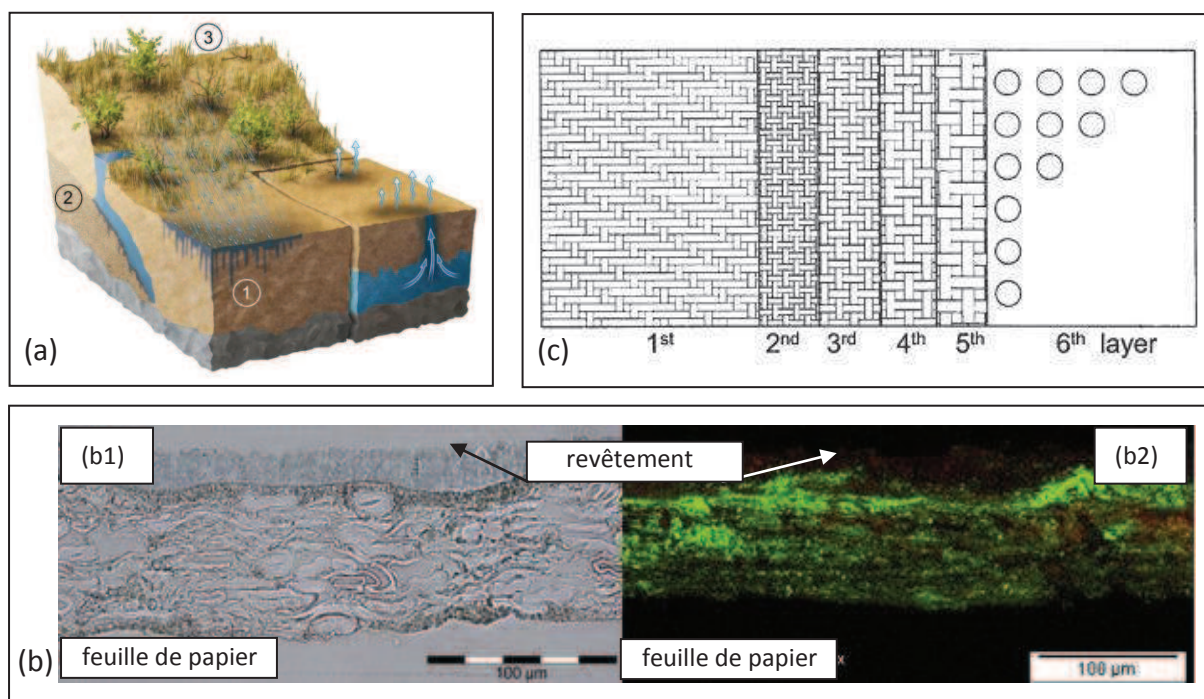 3
2
1
(a)
(c)
1st 2nd 3rd 4th 5th 6th layer
(b1)
revêtement
(b2)
(b)
feuille de papier
100 µm
feuille de papier
x
100 µm